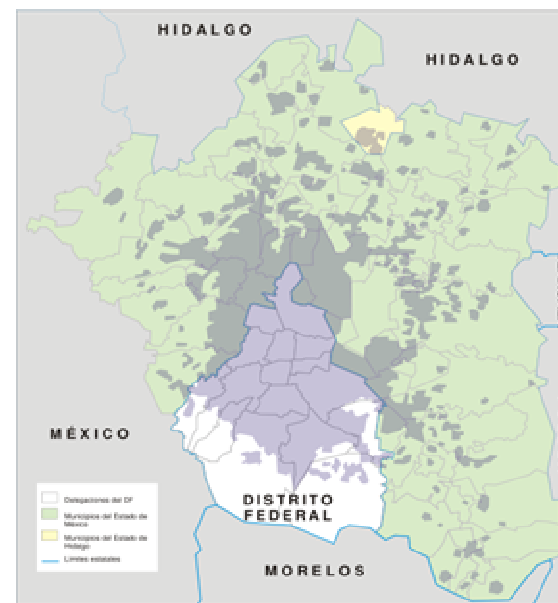 HIDALGO
HIDALGO
MÉXICO
DISTRITO
FEDERAL
MORELOS
Delegaciones del DF
Municipios del Estado de
México
Municipios del Estado de
Hidalgo
Límites estatales